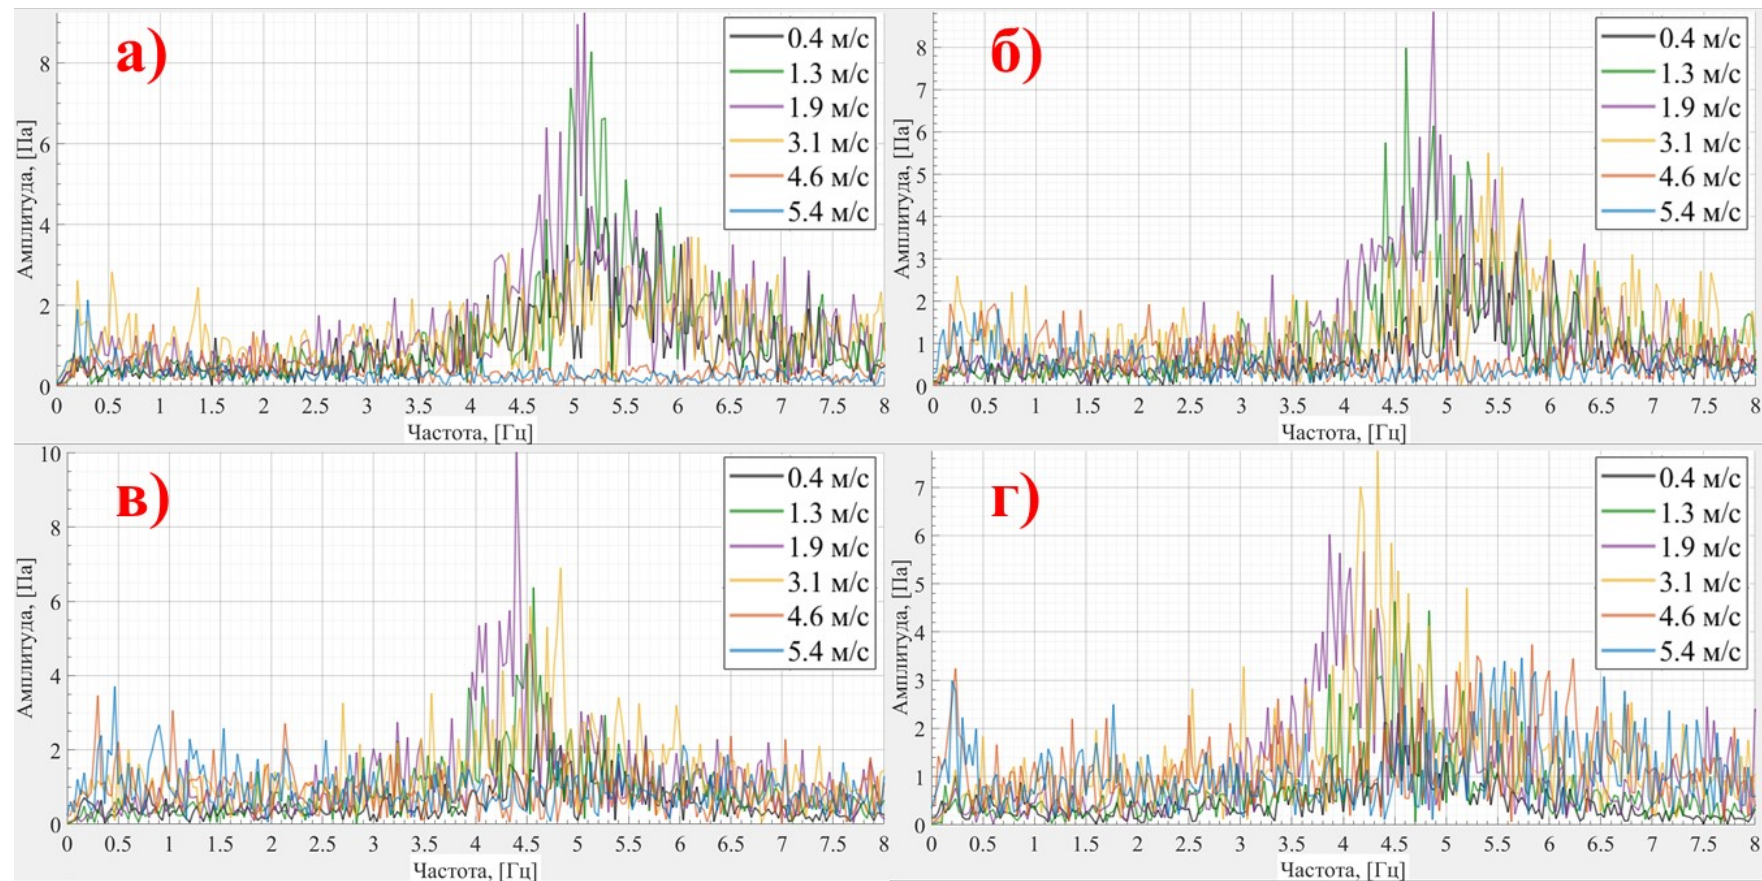 а)
0.4 м/с
1.3 м/с
1.9 м/с
3.1 м/с
4.6 м/с
5.4 м/с
Амплитуда, [Па]
8
6
4
2
0
0 0.5 1 1.5 2 2.5 3 3.5 4 4.5 5 5.5 6 6.5 7 7.5 8
Частота, [Гц]
б)
0.4 м/с
1.3 м/с
1.9 м/с
3.1 м/с
4.6 м/с
5.4 м/с
Амплитуда, [Па]
8
7
6
5
4
3
2
1
0
0 0.5 1 1.5 2 2.5 3 3.5 4 4.5 5 5.5 6 6.5 7 7.5 8
Частота, [Гц]
в)
0.4 м/с
1.3 м/с
1.9 м/с
3.1 м/с
4.6 м/с
5.4 м/с
Амплитуда, [Па]
10
8
6
4
2
0
0 0.5 1 1.5 2 2.5 3 3.5 4 4.5 5 5.5 6 6.5 7 7.5 8
Частота, [Гц]
г)
0.4 м/с
1.3 м/с
1.9 м/с
3.1 м/с
4.6 м/с
5.4 м/с
Амплитуда, [Па]
7
6
5
4
3
2
1
0
0 0.5 1 1.5 2 2.5 3 3.5 4 4.5 5 5.5 6 6.5 7 7.5 8
Частота, [Гц]